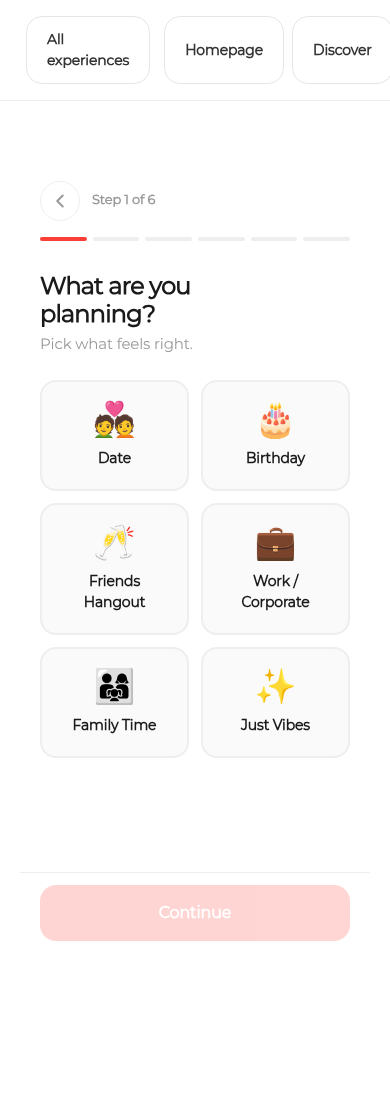 All
experiences
Homepage
Discover
Step 1 of 6
What are you
planning?
Pick what feels right.
Date
Birthday
Friends
Hangout
Work /
Corporate
Family Time
Just Vibes
Continue